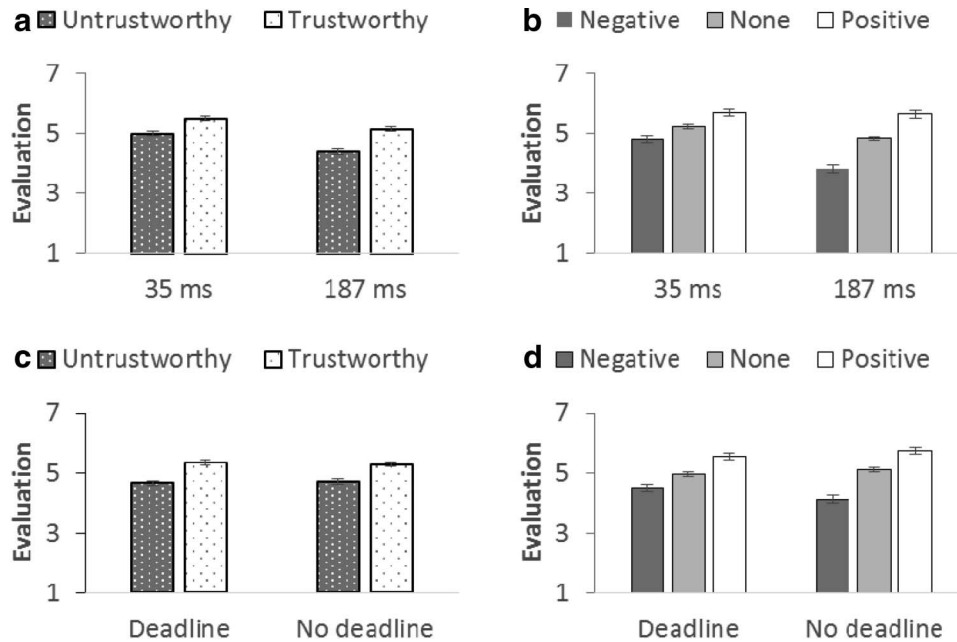 a Untrustworthy Trustworthy
7
5
3
1
Evaluation
35 ms 187 ms
b Negative None Positive
7
5
3
1
Evaluation
35 ms 187 ms
c Untrustworthy Trustworthy
7
5
3
1
Evaluation
Deadline No deadline
d Negative None Positive
7
5
3
1
Evaluation
Deadline No deadline